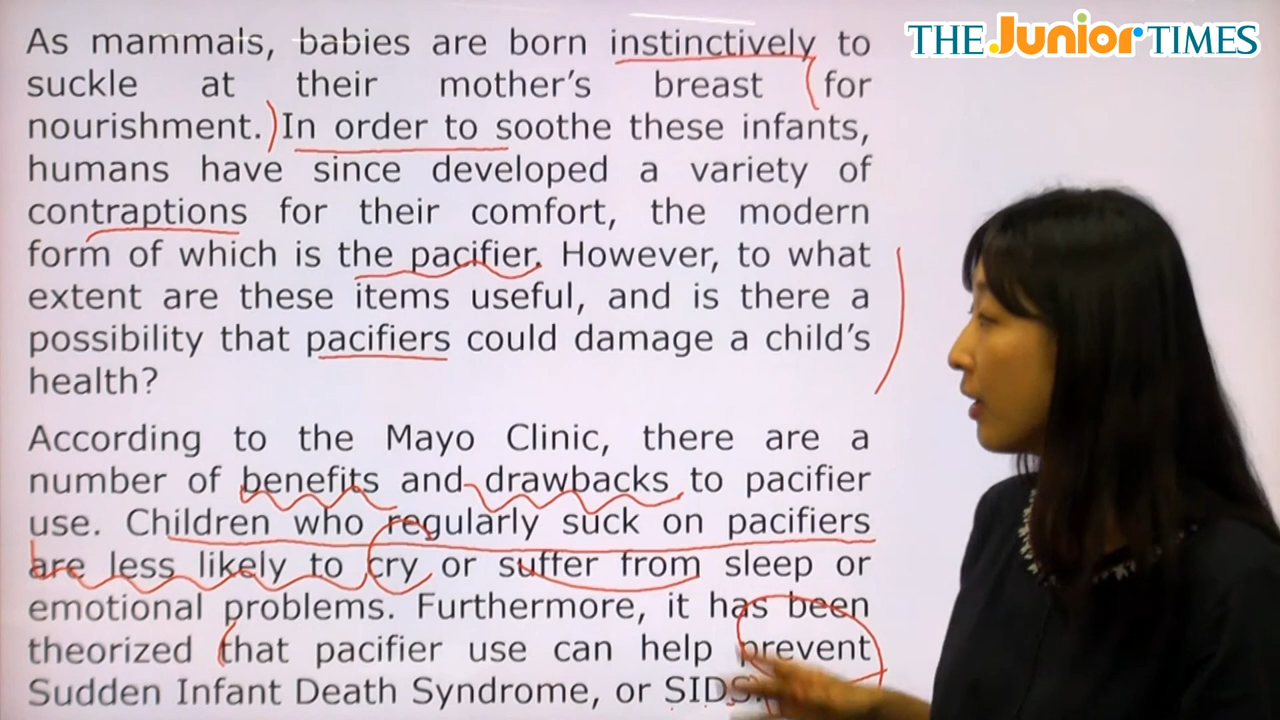 THE Junior TIMES
As mammals, babies are born instinctively to
suckle at their mother's breast for
nourishment. In order to soothe these infants,
humans have since developed a variety of
contraptions for their comfort, the modern
form of which is the pacifier. However, to what
extent are these items useful, and is there a
possibility that pacifiers could damage a child's
health?
According to the Mayo Clinic, there are a
number of benefits and drawbacks to pacifier
use. Children who regularly suck on pacifiers
are less likely to cry or suffer from sleep or
emotional problems. Furthermore, it has been
theorized that pacifier use can help prevent
Sudden Infant Death Syndrome, or SIDS.